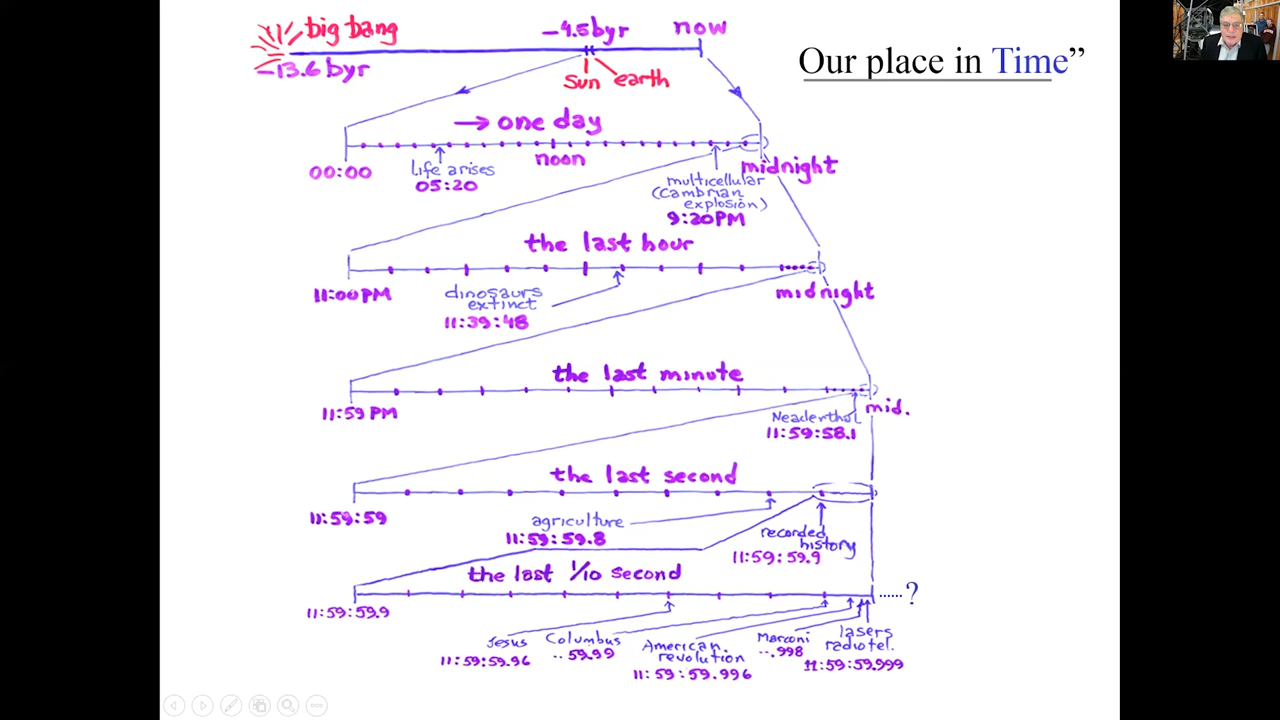 big bang
-4.5byr
now
Our place in Time”
-13.6 byr
sun
earth
→ one day
00:00
life arises
05:20
noon
midnight
multicellular
(Cambrian
explosion)
9:20PM
the last hour
11:00PM
dinosaurs
extinct
11:39:48
midnight
the last minute
11:59 PM
Neaderthal
11:59:58.1
mid.
the last second
11:59:59
agriculture
11:59:59.8
recorded
history
11:59:59.9
the last 1/10 second
11:59:59.9
......?
Jesus
11:59:59.96
Columbus
..59.99
American
revolution
11:59:59.996
Marconi
...998
lasers
radiotel.
11:59:59.999